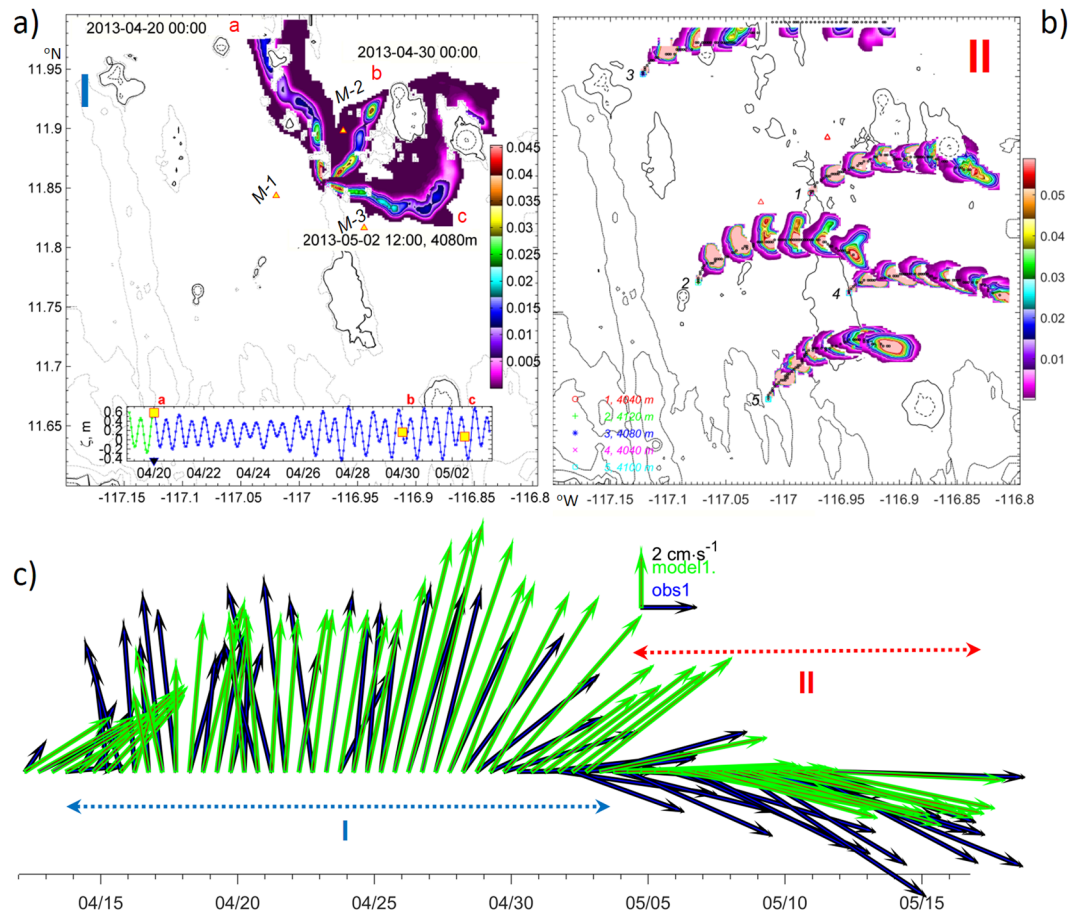 a)
b)
2013-04-20 00:00
a
2013-04-30 00:00
b
I
II
M-2
M-1
M-3
c
2013-05-02 12:00, 4080m
°N
11.95
11.9
11.85
11.8
11.75
11.7
11.65
0.045
0.04
0.035
0.03
0.025
0.02
0.015
0.01
0.005
a
b
c
ζ, m
0.6
0.4
0.2
0
-0.2
-0.4
04/20 04/22 04/24 04/26 04/28 04/30 05/02
-117.1 -117.05 -117 -116.95 -116.9 -116.85 -116.8
3
1
2
4
5
0.05
0.04
0.03
0.02
0.01
1, 4040 m
2, 4120 m
3, 4080 m
4, 4040 m
5, 4100 m
°W -117.1 -117.05 -117 -116.95 -116.9 -116.85 -116.8
c)
2 cm·s-1
model1.
obs1
II
I
04/15 04/20 04/25 04/30 05/05 05/10 05/15